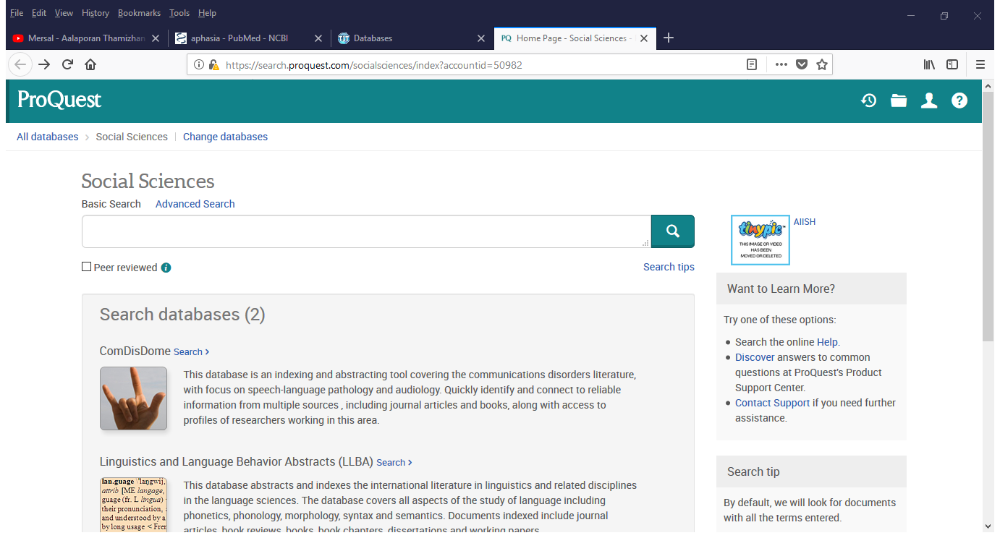 File Edit View History Bookmarks Tools Help
Mersal - Aalaporan Thamizhan
aphasia - PubMed - NCBI
Databases
PQ Home Page - Social Sciences -
https://search.proquest.com/socialsciences/index?accountid=50982
ProQuest
All databases > Social Sciences | Change databases
Social Sciences
Basic Search Advanced Search
tinypic™
THIS IMAGE OR VIDEO
HAS BEEN
MOVED OR DELETED
AIISH
Peer reviewed
Search tips
Search databases (2)
ComDisDome Search >
This database is an indexing and abstracting tool covering the communications disorders literature,
with focus on speech-language pathology and audiology. Quickly identify and connect to reliable
information from multiple sources , including journal articles and books, along with access to
profiles of researchers working in this area.
Linguistics and Language Behavior Abstracts (LLBA) Search >
lan.guage \'laŋgwij,
attrib [ME langage,
guage (fr. L lingua)
their pronunciation,
and understood by a
by long usage < Fren
This database abstracts and indexes the international literature in linguistics and related disciplines
in the language sciences. The database covers all aspects of the study of language including
phonetics, phonology, morphology, syntax and semantics. Documents indexed include journal
articles, book reviews, books, book chapters, dissertations and working papers.
Want to Learn More?
Try one of these options:
Search the online Help.
Discover answers to common
questions at ProQuest's Product
Support Center.
Contact Support if you need further
assistance.
Search tip
By default, we will look for documents
with all the terms entered.